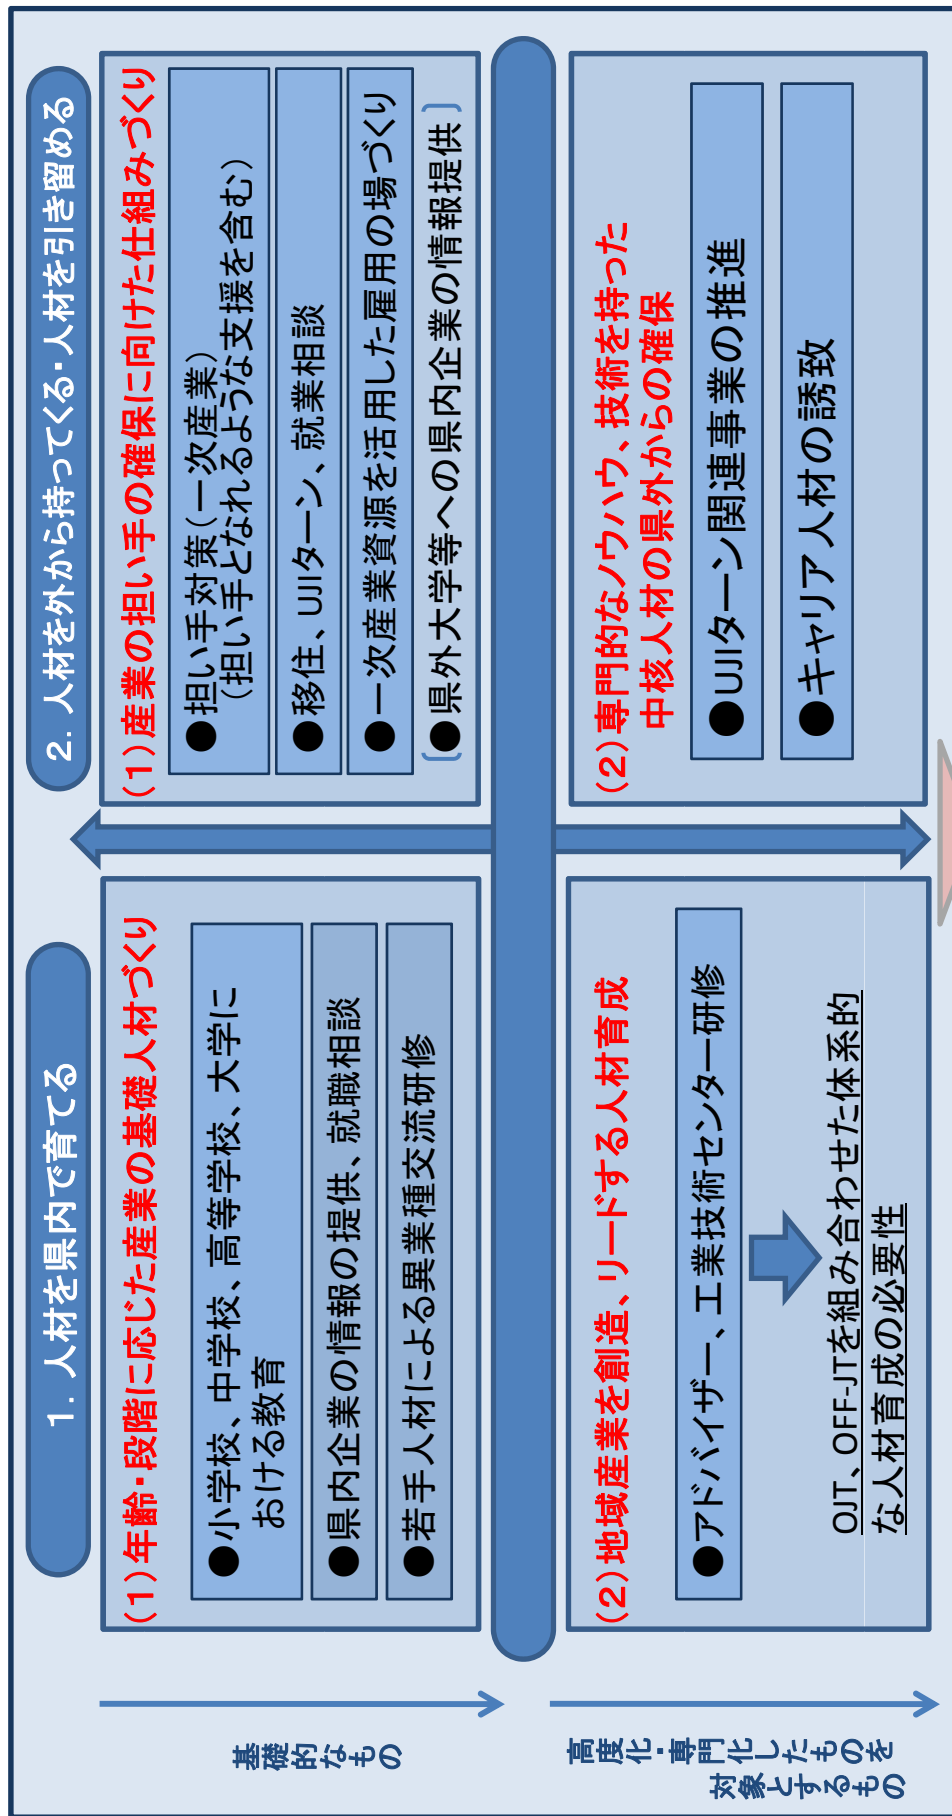 1．人材を県内で育てる
(1)年齢・段階に応じた産業の基礎人材づくり
●小学校、中学校、高等学校、大学に
おける教育
●県内企業の情報の提供、就職相談
●若手人材による異業種交流研修
2．人材を外から持ってくる・人材を引き留める
(1)産業の担い手の確保に向けた仕組みづくり
●担い手対策(一次産業)
(担い手となれるような支援を含む)
●移住、UJIターン、就業相談
●一次産業資源を活用した雇用の場づくり
[●県外大学等への県内企業の情報提供]
(2)地域産業を創造、リードする人材育成
●アドバイザー、工業技術センター研修
OJT、OFF-JTを組み合わせた体系的
な人材育成の必要性
(2)専門的なノウハウ、技術を持った
中核人材の県外からの確保
●UJIターン関連事業の推進
●キャリア人材の誘致
基礎的なもの
高度化・専門化したものを
対象とするもの